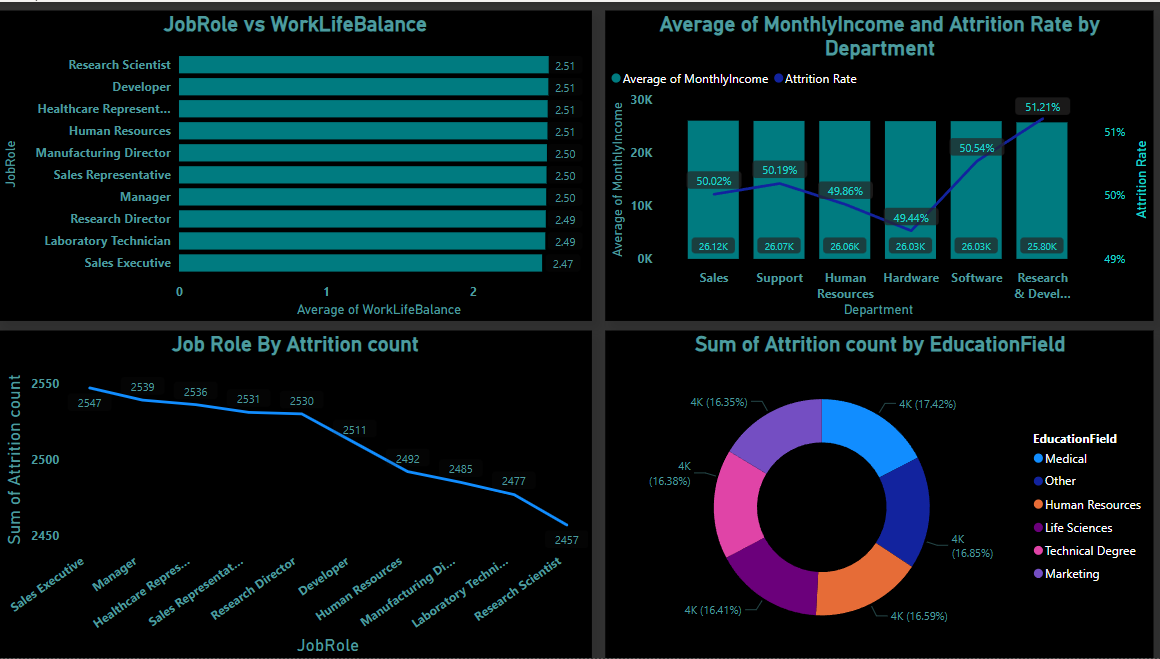 JobRole vs WorkLifeBalance
JobRole
Research Scientist 2.51
Developer 2.51
Healthcare Represent... 2.51
Human Resources 2.51
Manufacturing Director 2.50
Sales Representative 2.50
Manager 2.50
Research Director 2.49
Laboratory Technician 2.49
Sales Executive 2.47
0 1 2
Average of WorkLifeBalance
Average of MonthlyIncome and Attrition Rate by
Department
Average of MonthlyIncome Attrition Rate
Average of MonthlyIncome
30K
20K
10K
0K
50.02% 50.19% 49.86% 49.44% 50.54% 51.21%
26.12K 26.07K 26.06K 26.03K 26.03K 25.80K
51%
50%
49%
Attrition Rate
Sales Support Human Hardware Software Research
Resources & Devel...
Department
Job Role By Attrition count
Sum of Attrition count
2550
2500
2450
2547 2539 2536 2531 2530 2511 2492 2485 2477 2457
Sales Executive
Manager
Healthcare Repres...
Sales Representat...
Research Director
Developer
Human Resources
Manufacturing Di...
Laboratory Techni...
Research Scientist
JobRole
Sum of Attrition count by EducationField
4K (16.35%)
4K (17.42%)
4K
(16.38%)
4K
(16.85%)
4K (16.41%)
4K (16.59%)
EducationField
Medical
Other
Human Resources
Life Sciences
Technical Degree
Marketing